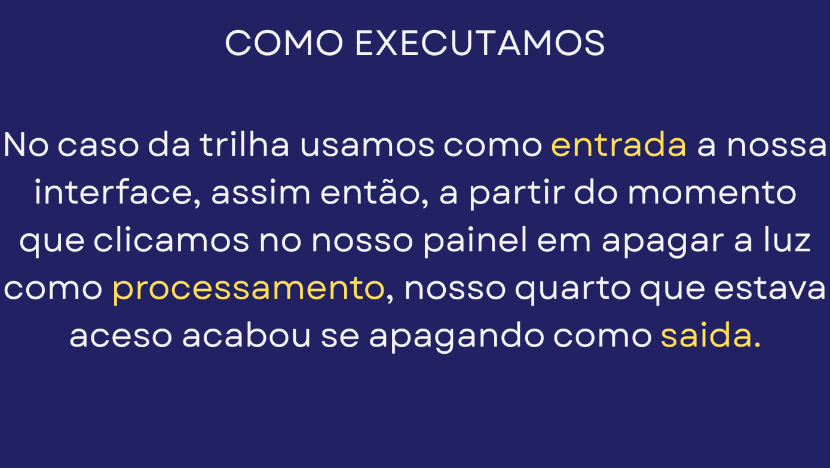 COMO EXECUTAMOS
No caso da trilha usamos como entrada a nossa
interface, assim então, a partir do momento
que clicamos no nosso painel em apagar a luz
como processamento, nosso quarto que estava
aceso acabou se apagando como saida.